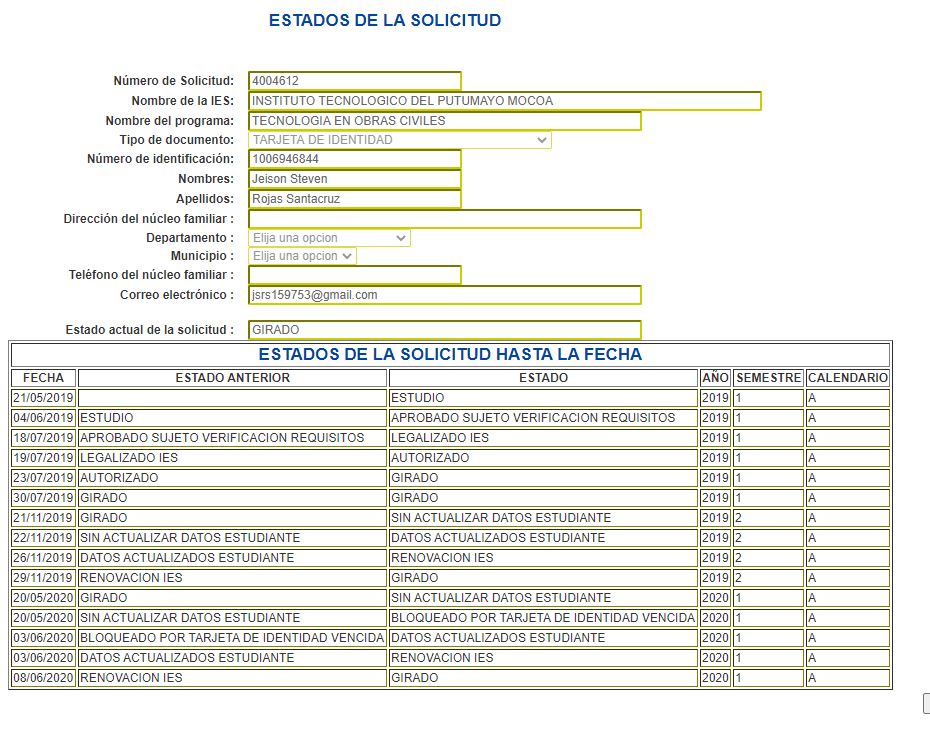 ESTADOS DE LA SOLICITUD
Número de Solicitud: 4004612
Nombre de la IES: INSTITUTO TECNOLOGICO DEL PUTUMAYO MOCOA
Nombre del programa: TECNOLOGIA EN OBRAS CIVILES
Tipo de documento: TARJETA DE IDENTIDAD
Número de identificación: 1006946844
Nombres: Jeison Steven
Apellidos: Rojas Santacruz
Dirección del núcleo familiar :
Departamento : Elija una opcion
Municipio : Elija una opcion
Teléfono del núcleo familiar :
Correo electrónico : jsrs159753@gmail.com
Estado actual de la solicitud : GIRADO
ESTADOS DE LA SOLICITUD HASTA LA FECHA
FECHA ESTADO ANTERIOR ESTADO AÑO SEMESTRE CALENDARIO
21/05/2019 ESTUDIO 2019 1 A
04/06/2019 ESTUDIO APROBADO SUJETO VERIFICACION REQUISITOS 2019 1 A
18/07/2019 APROBADO SUJETO VERIFICACION REQUISITOS LEGALIZADO IES 2019 1 A
19/07/2019 LEGALIZADO IES AUTORIZADO 2019 1 A
23/07/2019 AUTORIZADO GIRADO 2019 1 A
30/07/2019 GIRADO GIRADO 2019 1 A
21/11/2019 GIRADO SIN ACTUALIZAR DATOS ESTUDIANTE 2019 2 A
22/11/2019 SIN ACTUALIZAR DATOS ESTUDIANTE DATOS ACTUALIZADOS ESTUDIANTE 2019 2 A
26/11/2019 DATOS ACTUALIZADOS ESTUDIANTE RENOVACION IES 2019 2 A
29/11/2019 RENOVACION IES GIRADO 2019 2 A
20/05/2020 GIRADO SIN ACTUALIZAR DATOS ESTUDIANTE 2020 1 A
20/05/2020 SIN ACTUALIZAR DATOS ESTUDIANTE BLOQUEADO POR TARJETA DE IDENTIDAD VENCIDA 2020 1 A
03/06/2020 BLOQUEADO POR TARJETA DE IDENTIDAD VENCIDA DATOS ACTUALIZADOS ESTUDIANTE 2020 1 A
03/06/2020 DATOS ACTUALIZADOS ESTUDIANTE RENOVACION IES 2020 1 A
08/06/2020 RENOVACION IES GIRADO 2020 1 A